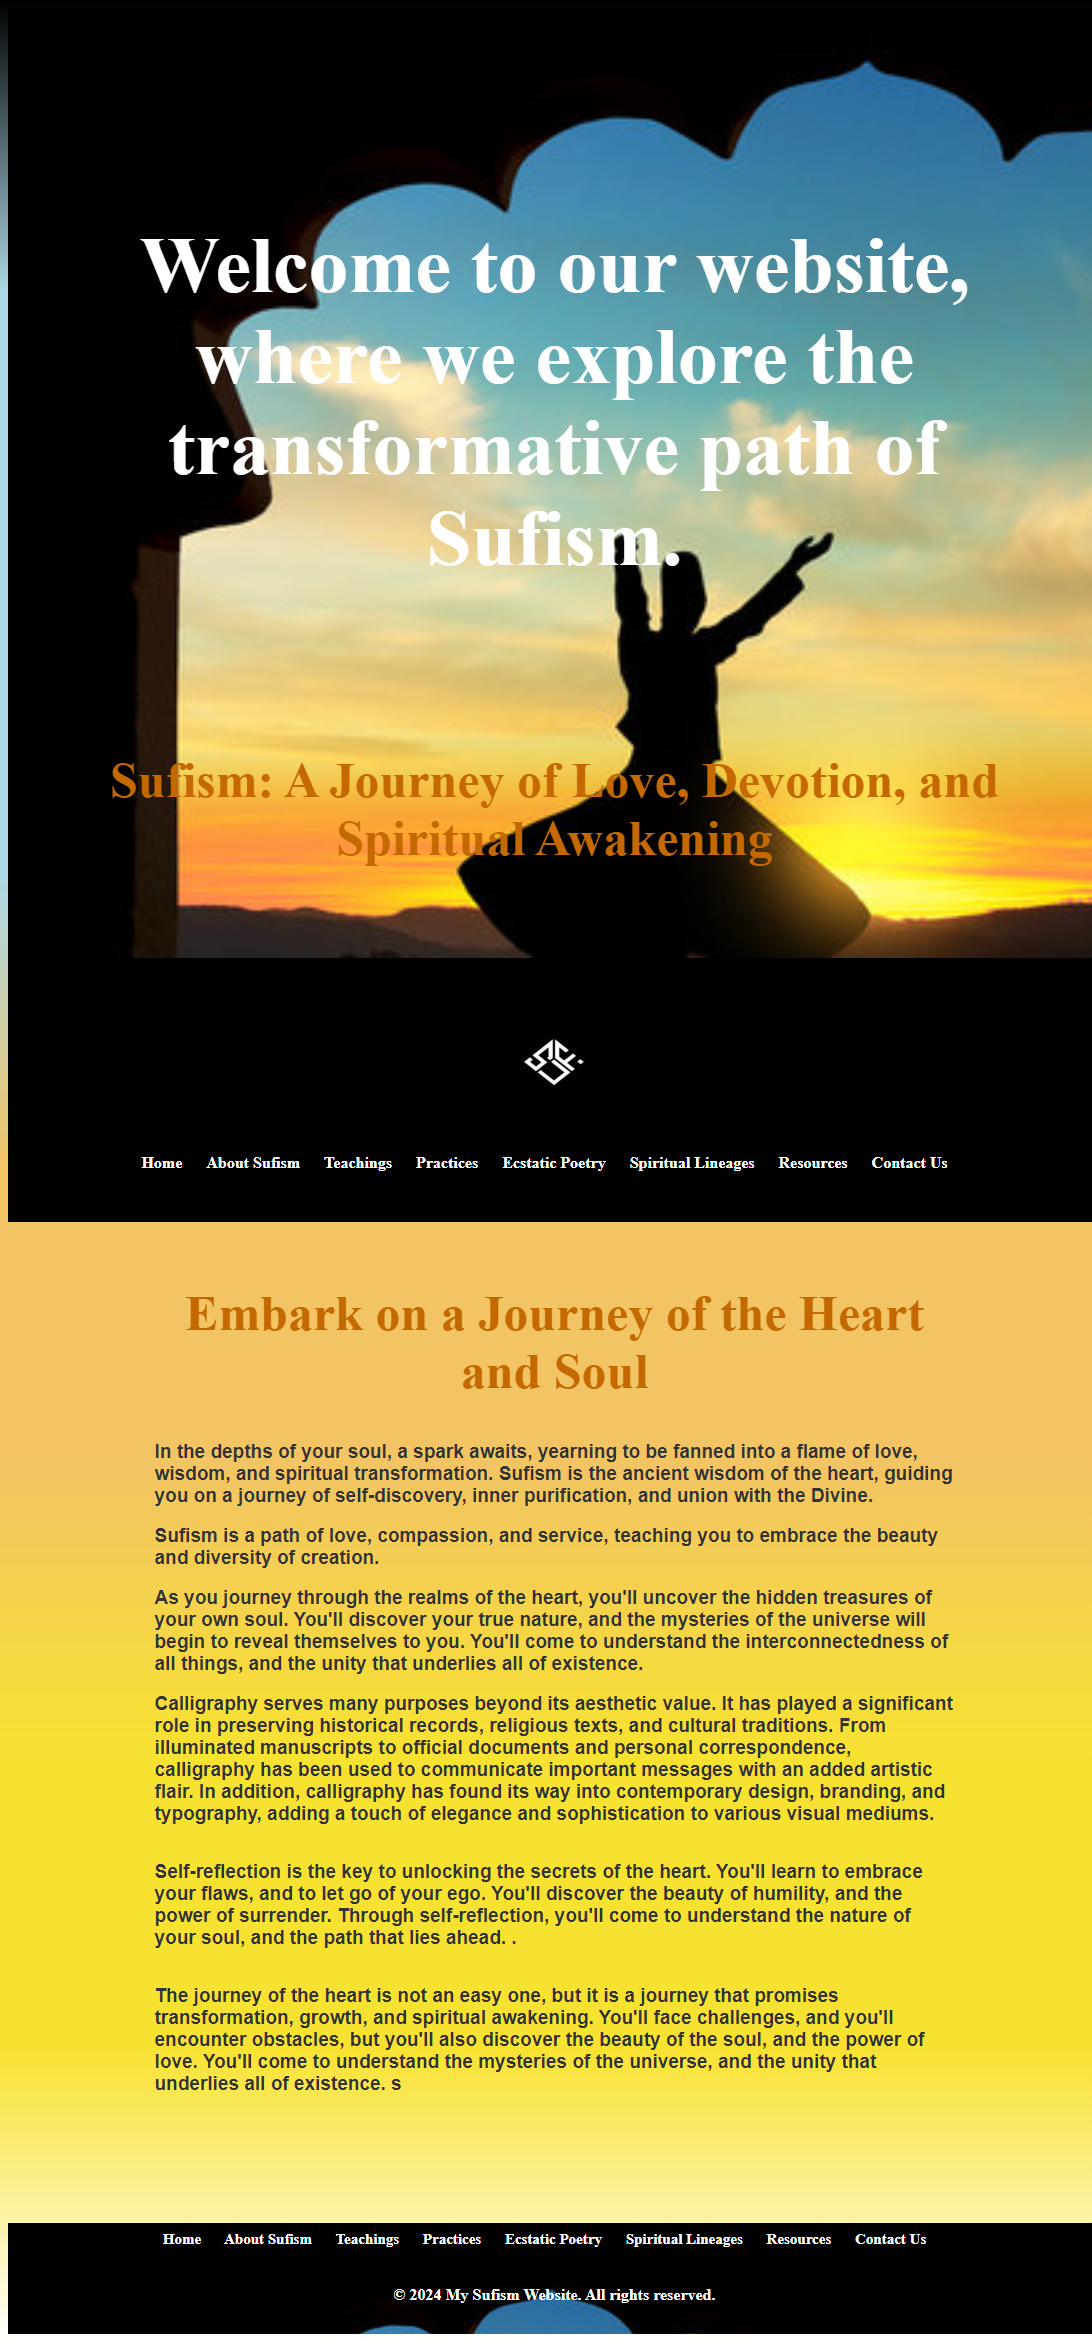 Welcome to our website,
where we explore the
transformative path of
Sufism.
Sufism: A Journey of Love, Devotion, and
Spiritual Awakening
Home About Sufism Teachings Practices Ecstatic Poetry Spiritual Lineages Resources Contact Us
Embark on a Journey of the Heart
and Soul
In the depths of your soul, a spark awaits, yearning to be fanned into a flame of love,
wisdom, and spiritual transformation. Sufism is the ancient wisdom of the heart, guiding
you on a journey of self-discovery, inner purification, and union with the Divine.
Sufism is a path of love, compassion, and service, teaching you to embrace the beauty
and diversity of creation.
As you journey through the realms of the heart, you'll uncover the hidden treasures of
your own soul. You'll discover your true nature, and the mysteries of the universe will
begin to reveal themselves to you. You'll come to understand the interconnectedness of
all things, and the unity that underlies all of existence.
Calligraphy serves many purposes beyond its aesthetic value. It has played a significant
role in preserving historical records, religious texts, and cultural traditions. From
illuminated manuscripts to official documents and personal correspondence,
calligraphy has been used to communicate important messages with an added artistic
flair. In addition, calligraphy has found its way into contemporary design, branding, and
typography, adding a touch of elegance and sophistication to various visual mediums.
Self-reflection is the key to unlocking the secrets of the heart. You'll learn to embrace
your flaws, and to let go of your ego. You'll discover the beauty of humility, and the
power of surrender. Through self-reflection, you'll come to understand the nature of
your soul, and the path that lies ahead. .
The journey of the heart is not an easy one, but it is a journey that promises
transformation, growth, and spiritual awakening. You'll face challenges, and you'll
encounter obstacles, but you'll also discover the beauty of the soul, and the power of
love. You'll come to understand the mysteries of the universe, and the unity that
underlies all of existence. s
Home About Sufism Teachings Practices Ecstatic Poetry Spiritual Lineages Resources Contact Us
© 2024 My Sufism Website. All rights reserved.